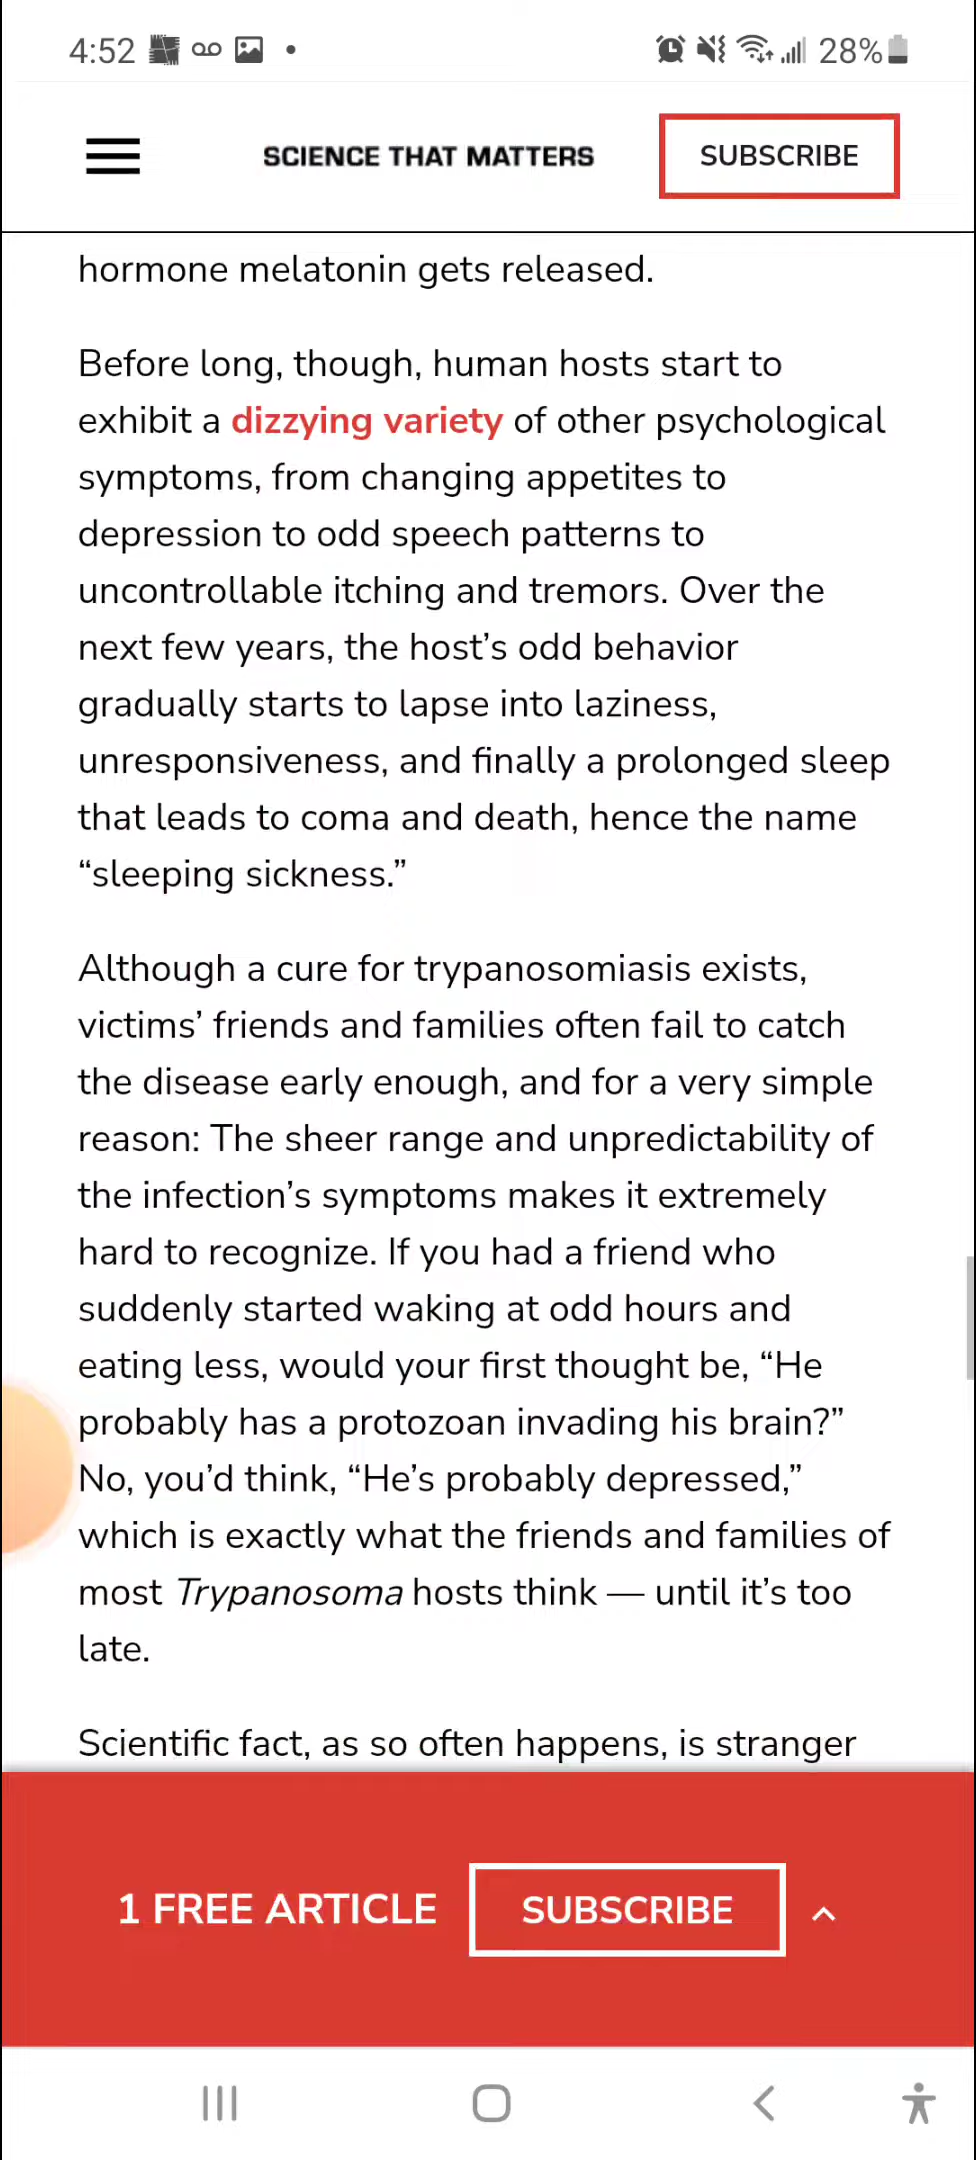 4:52
28%
SCIENCE THAT MATTERS
SUBSCRIBE
hormone melatonin gets released.
Before long, though, human hosts start to
exhibit a dizzying variety of other psychological
symptoms, from changing appetites to
depression to odd speech patterns to
uncontrollable itching and tremors. Over the
next few years, the host’s odd behavior
gradually starts to lapse into laziness,
unresponsiveness, and finally a prolonged sleep
that leads to coma and death, hence the name
“sleeping sickness.”
Although a cure for trypanosomiasis exists,
victims’ friends and families often fail to catch
the disease early enough, and for a very simple
reason: The sheer range and unpredictability of
the infection’s symptoms makes it extremely
hard to recognize. If you had a friend who
suddenly started waking at odd hours and
eating less, would your first thought be, “He
probably has a protozoan invading his brain?”
No, you’d think, “He’s probably depressed,”
which is exactly what the friends and families of
most Trypanosoma hosts think — until it’s too
late.
Scientific fact, as so often happens, is stranger
1 FREE ARTICLE
SUBSCRIBE